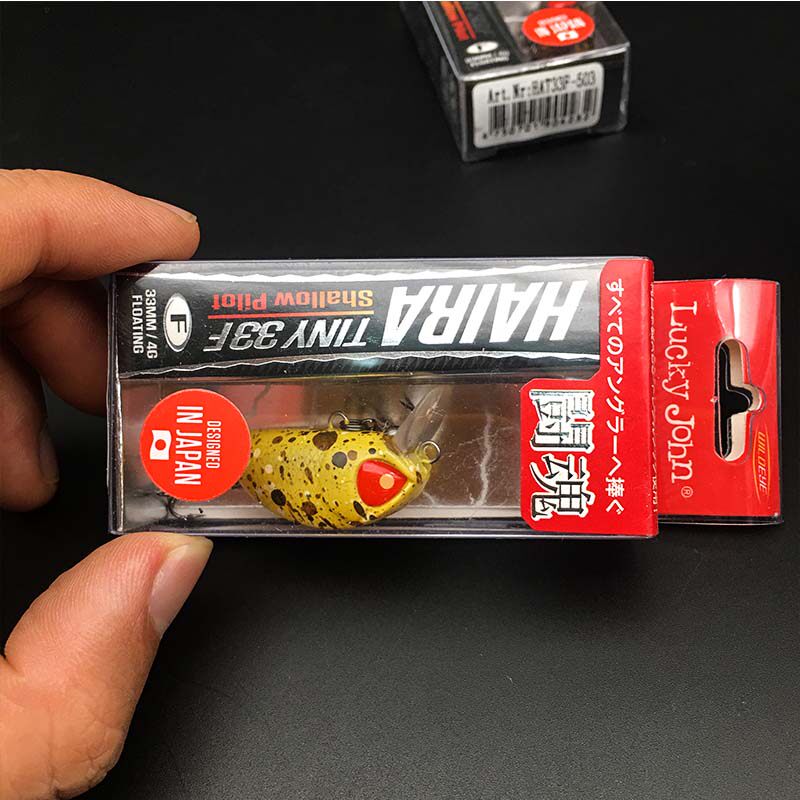 Art.Nr:HAT33F-503
HAIRA
TINY 33F
Shallow Pilot
F
33MM / 4G
FLOATING
DESIGNED
IN JAPAN
すべてのアングラーへ捧ぐ
闘魂
Lucky John®
WILDEYE